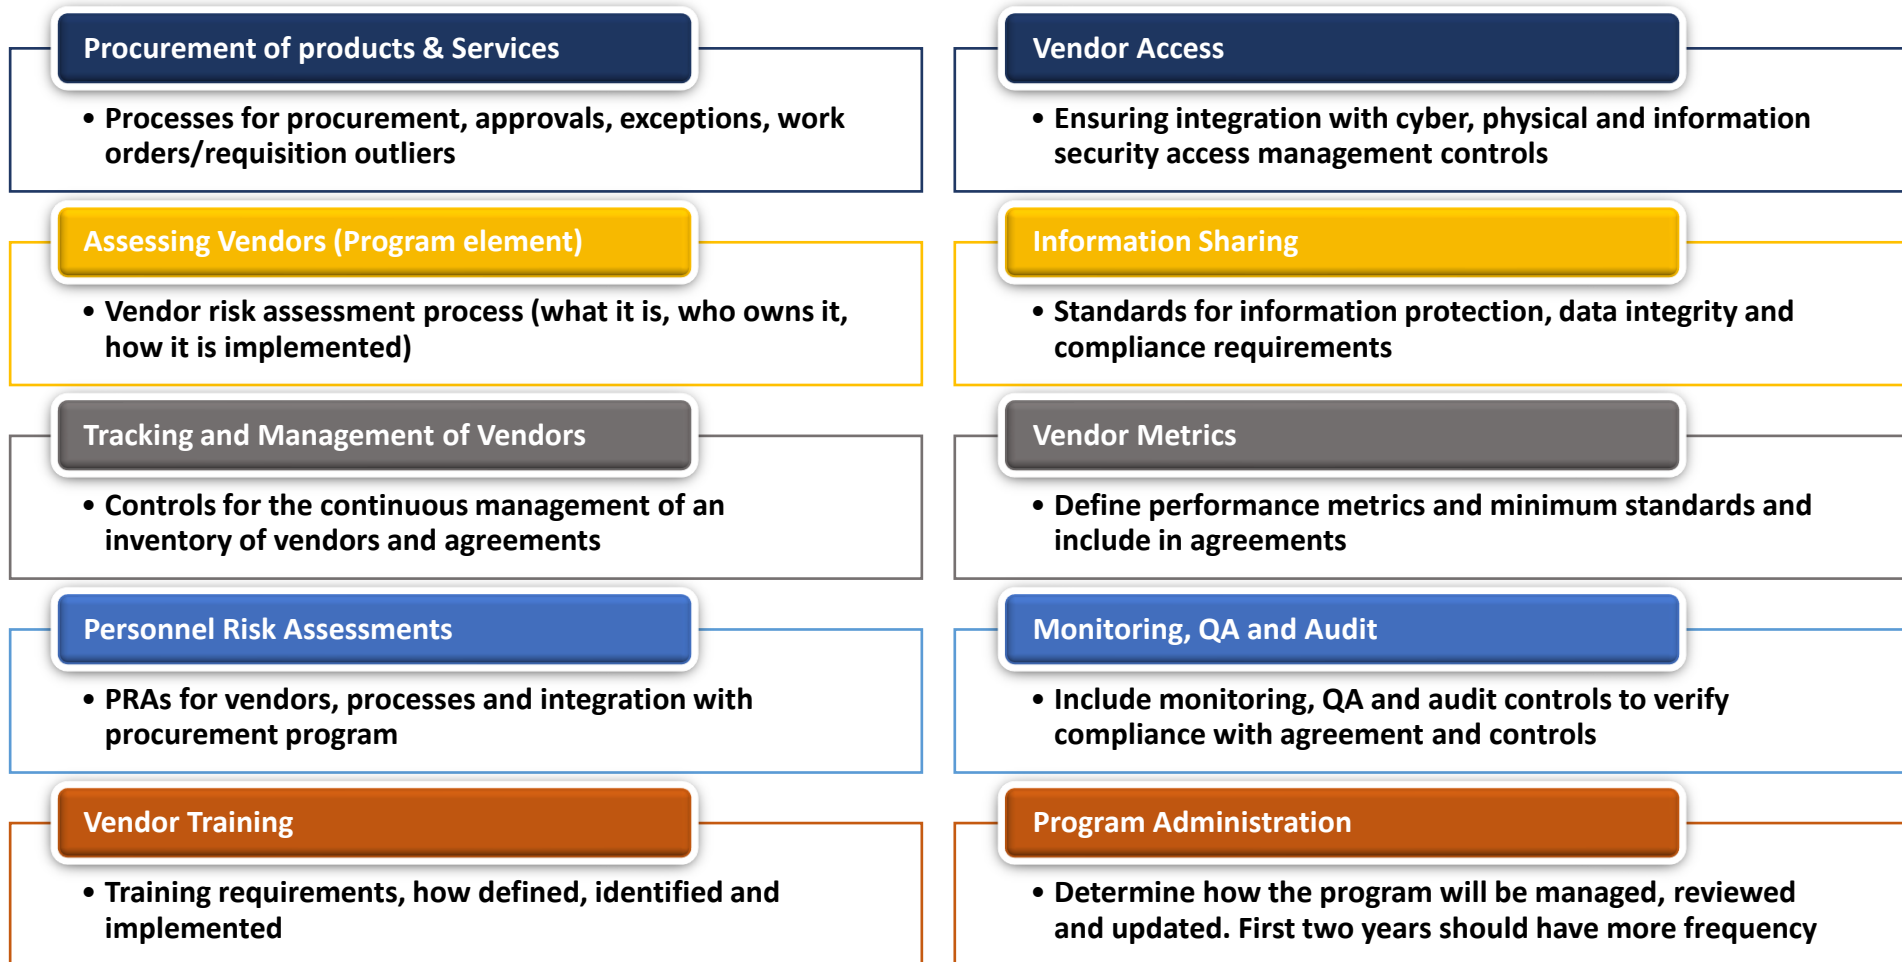 Procurement of products & Services
• Processes for procurement, approvals, exceptions, work
orders/requisition outliers
Assessing Vendors (Program element)
• Vendor risk assessment process (what it is, who owns it,
how it is implemented)
Tracking and Management of Vendors
• Controls for the continuous management of an
inventory of vendors and agreements
Personnel Risk Assessments
• PRAs for vendors, processes and integration with
procurement program
Vendor Training
• Training requirements, how defined, identified and
implemented
Vendor Access
• Ensuring integration with cyber, physical and information
security access management controls
Information Sharing
• Standards for information protection, data integrity and
compliance requirements
Vendor Metrics
• Define performance metrics and minimum standards and
include in agreements
Monitoring, QA and Audit
• Include monitoring, QA and audit controls to verify
compliance with agreement and controls
Program Administration
• Determine how the program will be managed, reviewed
and updated. First two years should have more frequency